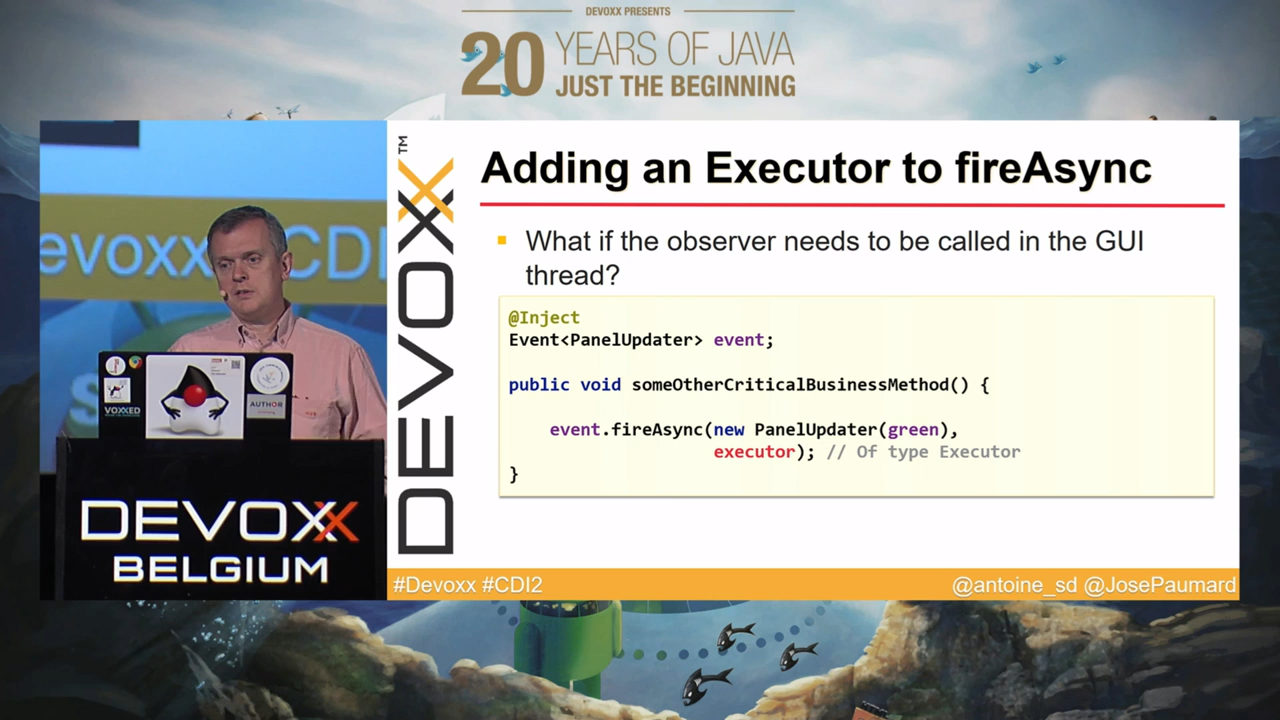 DEVOXX PRESENTS
20 YEARS OF JAVA
JUST THE BEGINNING
evoxx CDI
VOXXED
AUTHOR
DEVOXX
BELGIUM
DEVOXX™
Adding an Executor to fireAsync
What if the observer needs to be called in the GUI
thread?
@Inject
Event<PanelUpdater> event;
public void someOtherCriticalBusinessMethod() {
event.fireAsync(new PanelUpdater(green),
executor); // Of type Executor
}
#Devoxx #CDI2
@antoine_sd @JosePaumard